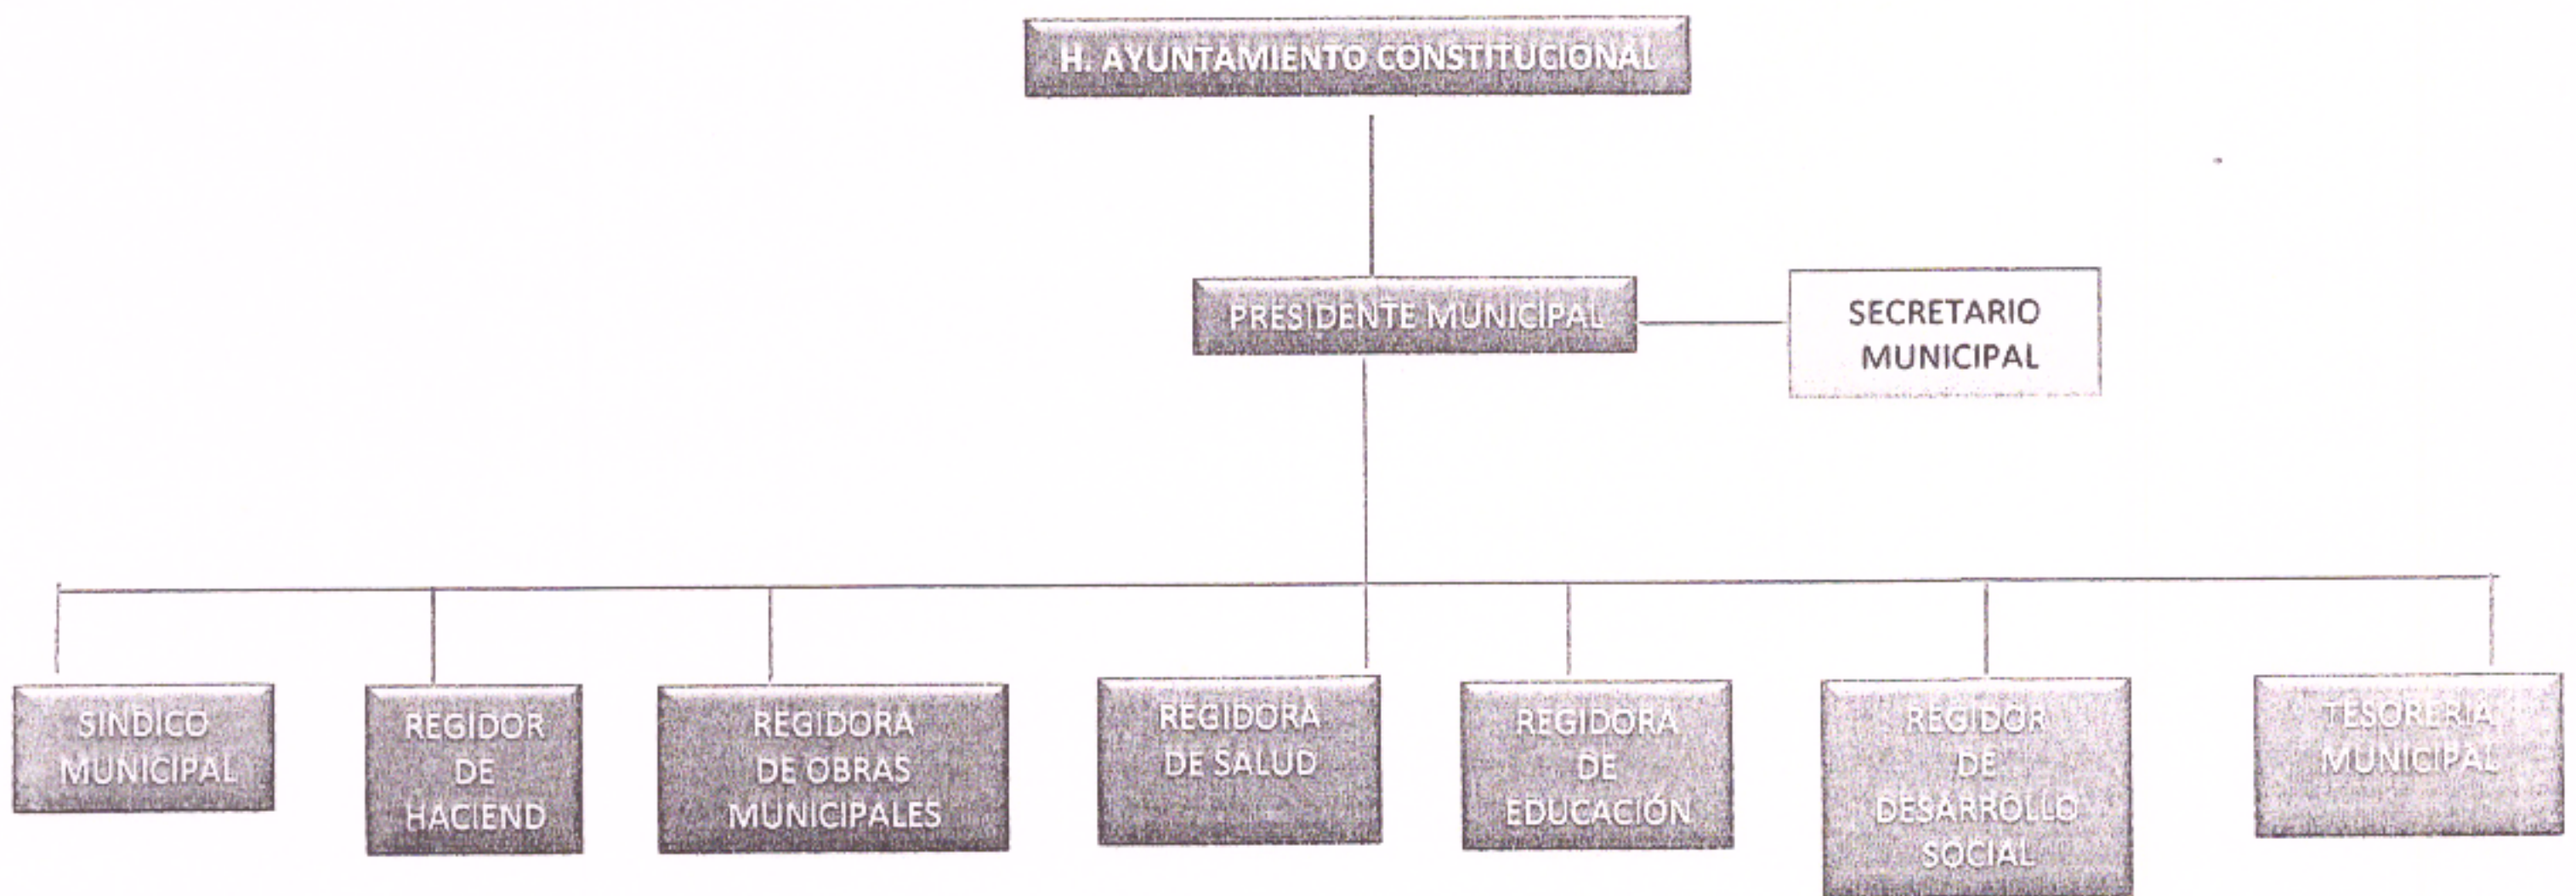 H. AYUNTAMIENTO CONSTITUCIONAL
PRESIDENTE MUNICIPAL
SECRETARIO
MUNICIPAL
SINDICO
MUNICIPAL
REGIDOR
DE
HACIEND
REGIDORA
DE OBRAS
MUNICIPALES
REGIDORA
DE SALUD
REGIDORA
DE
EDUCACIÓN
REGIDOR
DE
DESARROLLO
SOCIAL
TESORERIA
MUNICIPAL